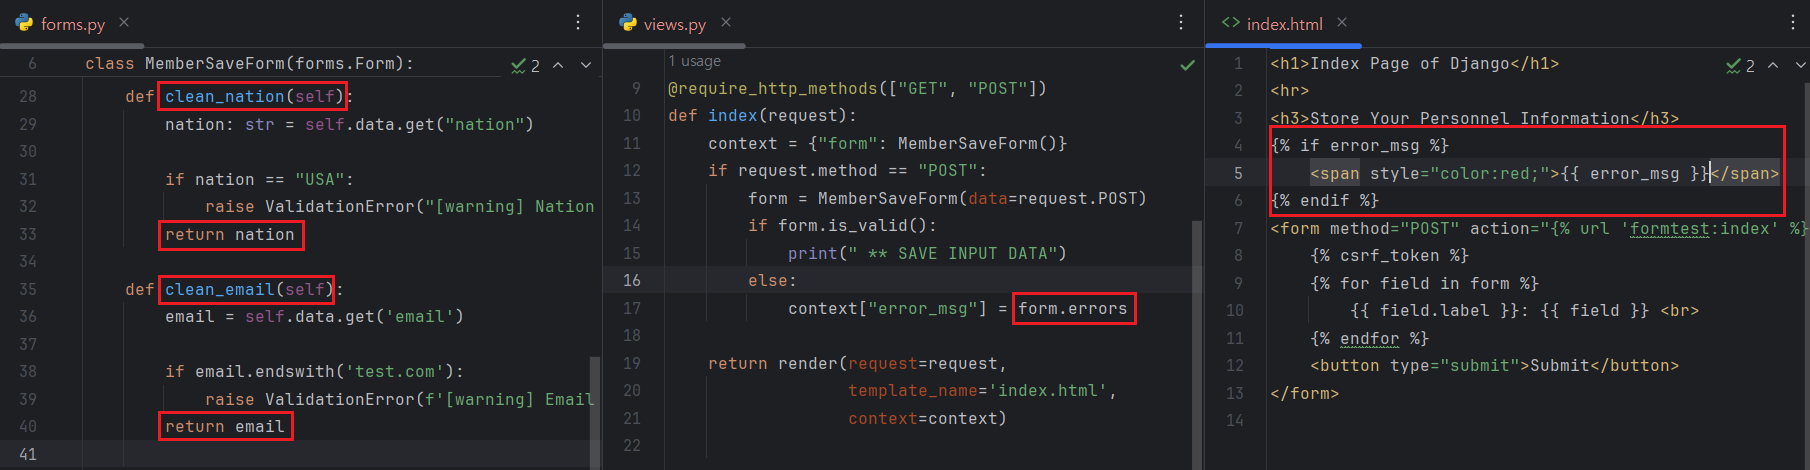 forms.py
6 class MemberSaveForm(forms.Form): 2
28 def clean_nation(self):
29 nation: str = self.data.get("nation")
30
31 if nation == "USA":
32 raise ValidationError("[warning] Nation
33 return nation
34
35 def clean_email(self):
36 email = self.data.get('email')
37
38 if email.endswith('test.com'):
39 raise ValidationError(f'[warning] Email
40 return email
41
views.py
1 usage
9 @require_http_methods(["GET", "POST"])
10 def index(request):
11 context = {"form": MemberSaveForm()}
12 if request.method == "POST":
13 form = MemberSaveForm(data=request.POST)
14 if form.is_valid():
15 print(" ** SAVE INPUT DATA")
16 else:
17 context["error_msg"] = form.errors
18
19 return render(request=request,
20 template_name='index.html',
21 context=context)
22
index.html
1 <h1>Index Page of Django</h1> 2
2 <hr>
3 <h3>Store Your Personnel Information</h3>
4 {% if error_msg %}
5 <span style="color:red;">{{ error_msg }}</span>
6 {% endif %}
7 <form method="POST" action="{% url 'formtest:index' %}
8 {% csrf_token %}
9 {% for field in form %}
10 {{ field.label }}: {{ field }} <br>
11 {% endfor %}
12 <button type="submit">Submit</button>
13 </form>
14